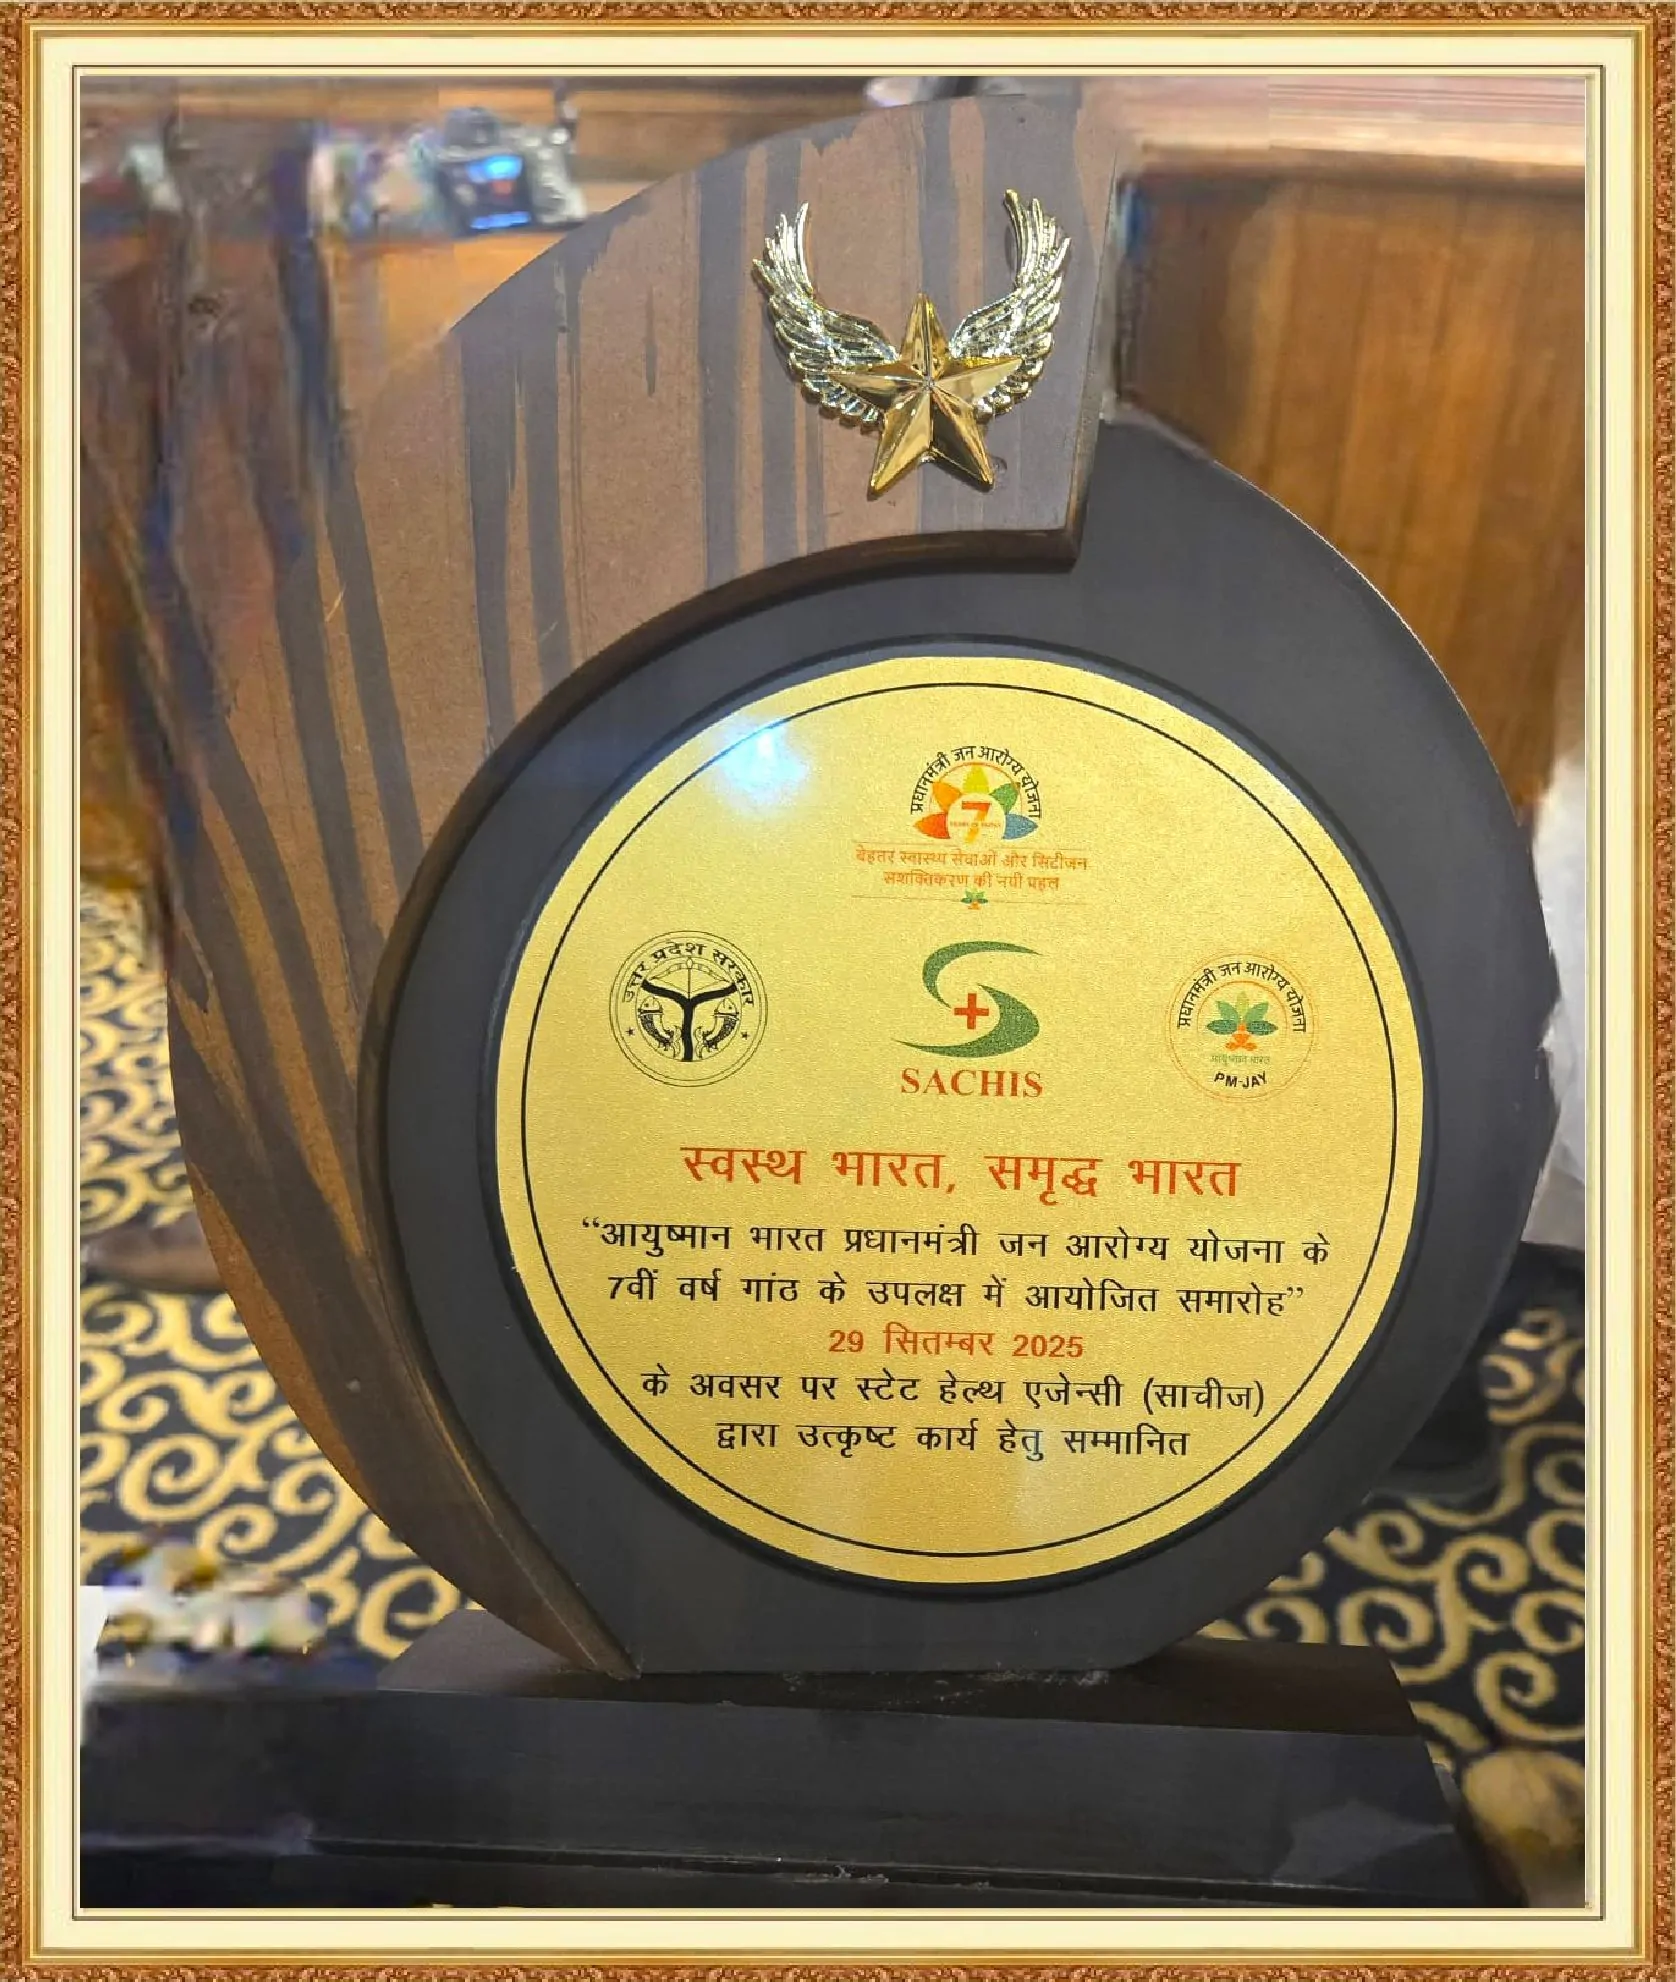 प्रधानमंत्री जन आरोग्य योजना
7
बेहतर स्वास्थ्य सेवाओं और सिटीजन
सशक्तिकरण की नयी पहल
उत्तर प्रदेश सरकार
SACHIS
प्रधानमंत्री जन आरोग्य योजना
आयुष्मान भारत
PM-JAY
स्वस्थ भारत, समृद्ध भारत
“आयुष्मान भारत प्रधानमंत्री जन आरोग्य योजना के
7वीं वर्ष गांठ के उपलक्ष में आयोजित समारोह”
29 सितम्बर 2025
के अवसर पर स्टेट हेल्थ एजेन्सी (साचीज)
द्वारा उत्कृष्ट कार्य हेतु सम्मानित